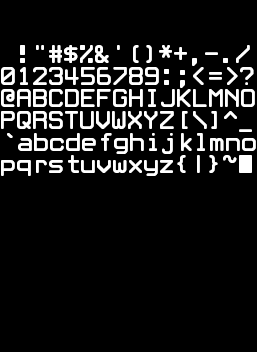 !"#$%&'()*+,-./
0123456789:;<=>?
@ABCDEFGHIJKLMNO
PQRSTUVWXYZ[\]^_
`abcdefghijklmno
pqrstuvwxyz{|}~█